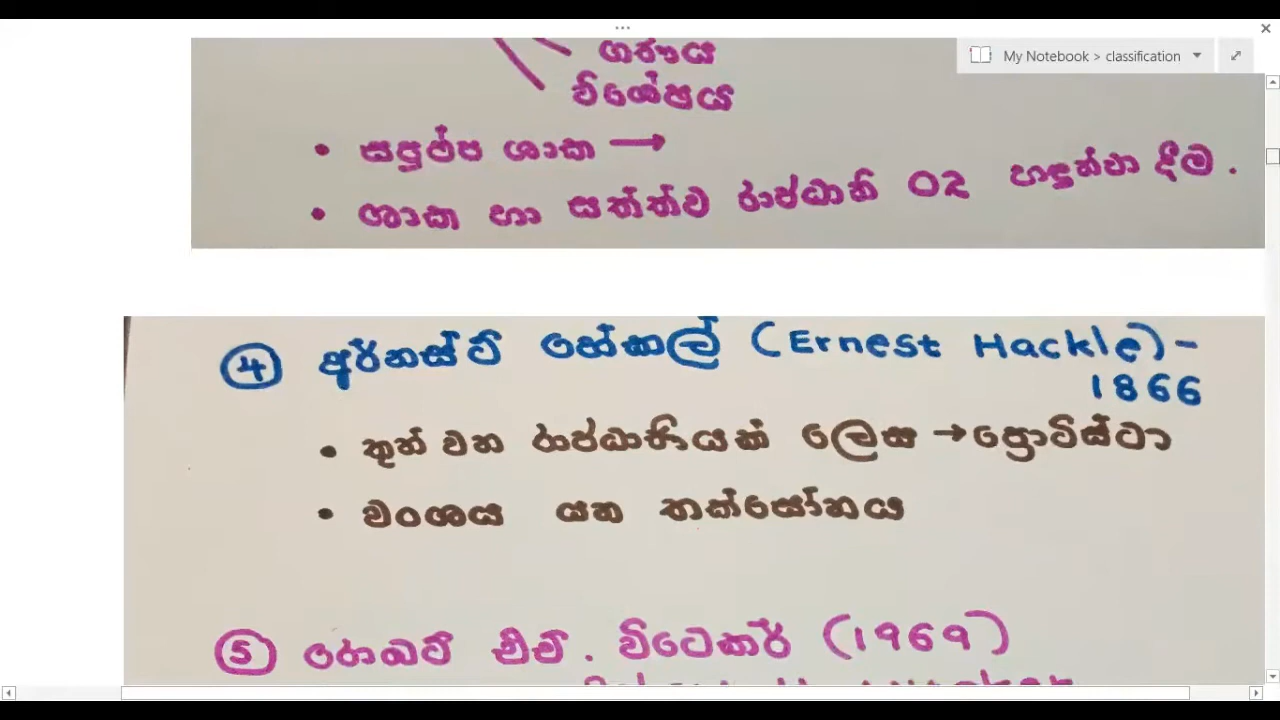 My Notebook > classification
ගණය
විශේෂය
• සපුෂ්ප ශාක →
• ශාක හා සත්ත්ව රාජධානි 02 හඳුන්වා දීම.
④ අර්නස්ට් හේකල් (Ernest Hackle) -
1866
• තුන් වන රාජධානියක් ලෙස → ප්‍රොටිස්ටා
• වංශය යන තක්සෝනය
⑤ රොබට් එච්. විටෙකර් (1969)